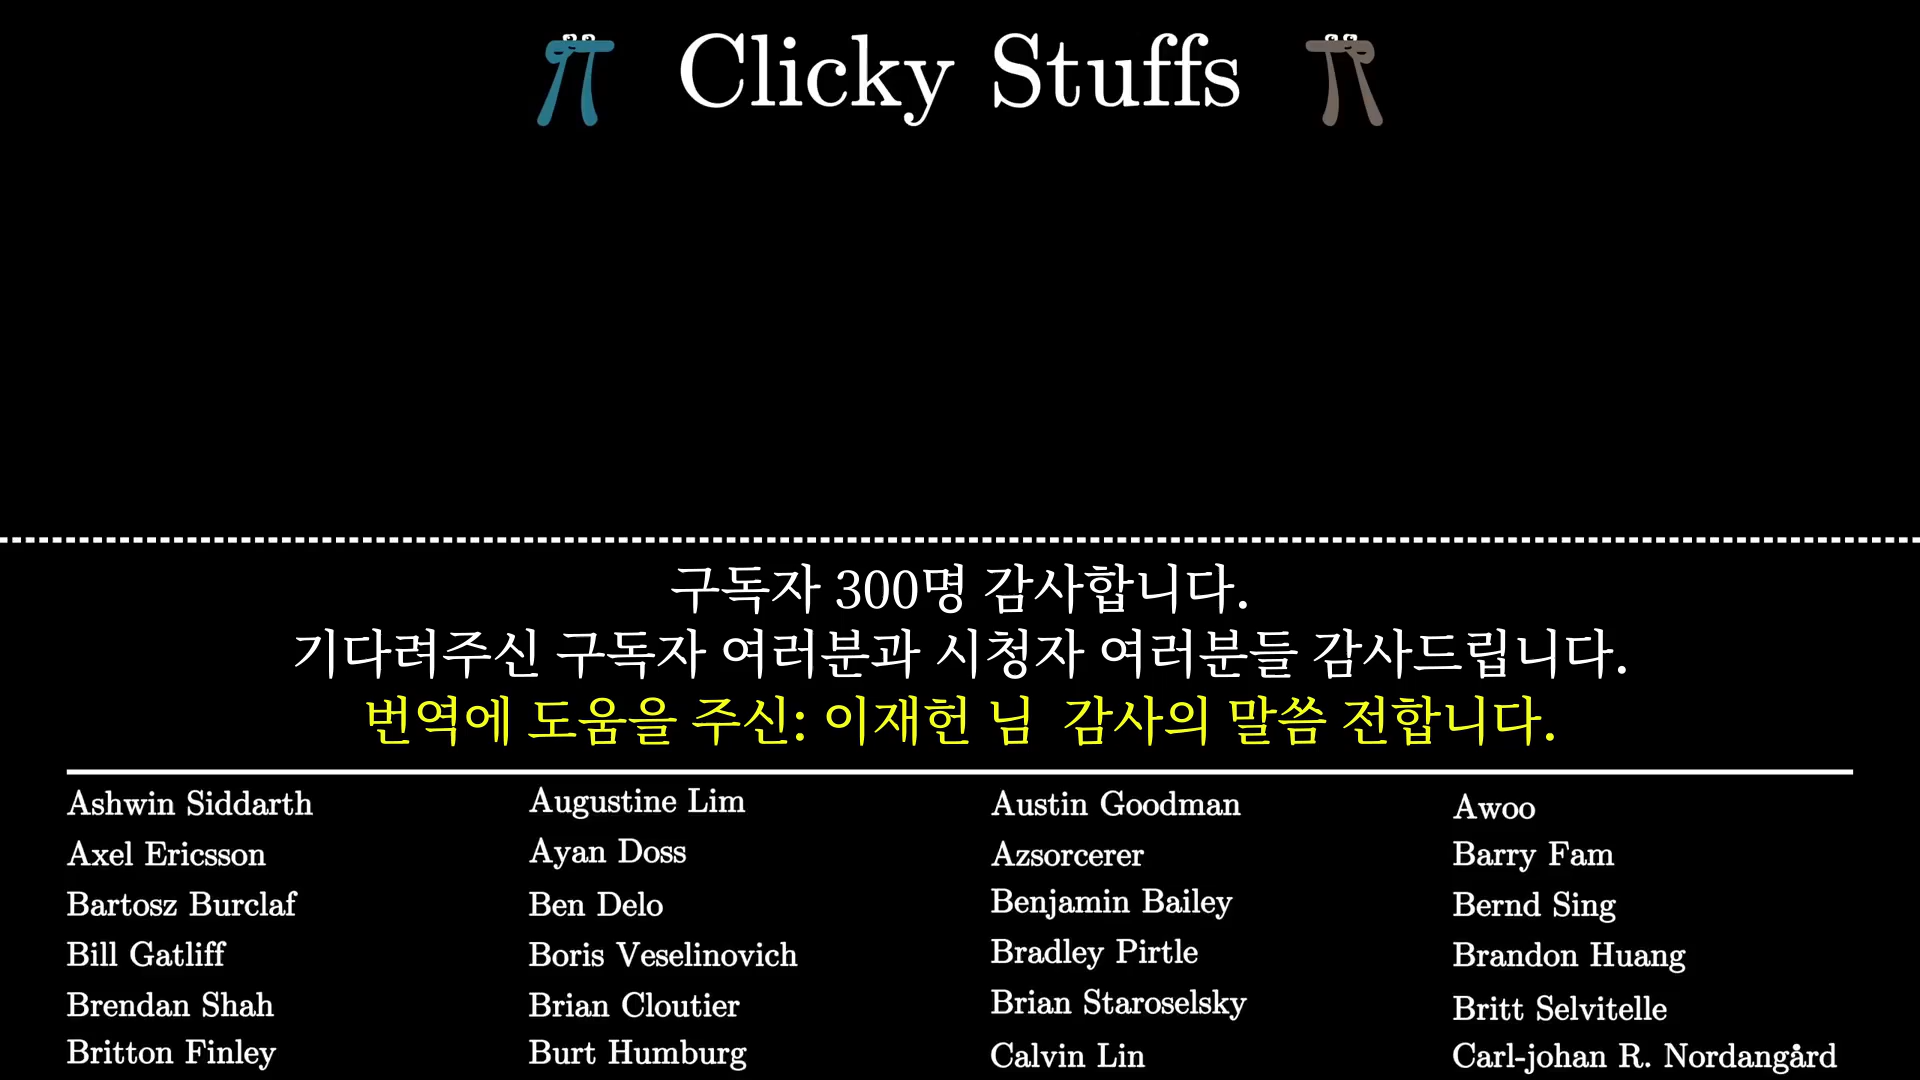 Clicky Stuffs
구독자 300명 감사합니다.
기다려주신 구독자 여러분과 시청자 여러분들 감사드립니다.
번역에 도움을 주신: 이재헌 님 감사의 말씀 전합니다.
Ashwin Siddarth Augustine Lim Austin Goodman Awoo
Axel Ericsson Ayan Doss Azsorcerer Barry Fam
Bartosz Burclaf Ben Delo Benjamin Bailey Bernd Sing
Bill Gatliff Boris Veselinovich Bradley Pirtle Brandon Huang
Brendan Shah Brian Cloutier Brian Staroselsky Britt Selvitelle
Britton Finley Burt Humburg Calvin Lin Carl-johan R. Nordangård